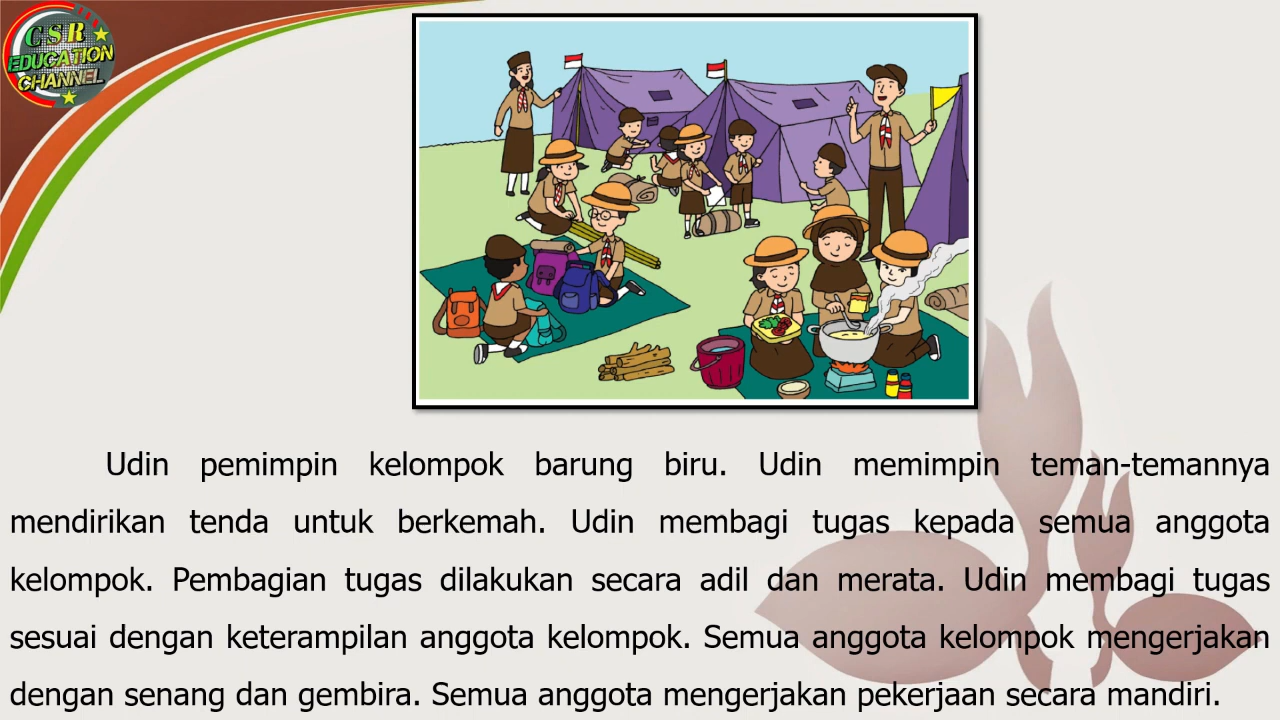 CSR
EDUCATION
CHANNEL
Udin pemimpin kelompok barung biru. Udin memimpin teman-temannya
mendirikan tenda untuk berkemah. Udin membagi tugas kepada semua anggota
kelompok. Pembagian tugas dilakukan secara adil dan merata. Udin membagi tugas
sesuai dengan keterampilan anggota kelompok. Semua anggota kelompok mengerjakan
dengan senang dan gembira. Semua anggota mengerjakan pekerjaan secara mandiri.